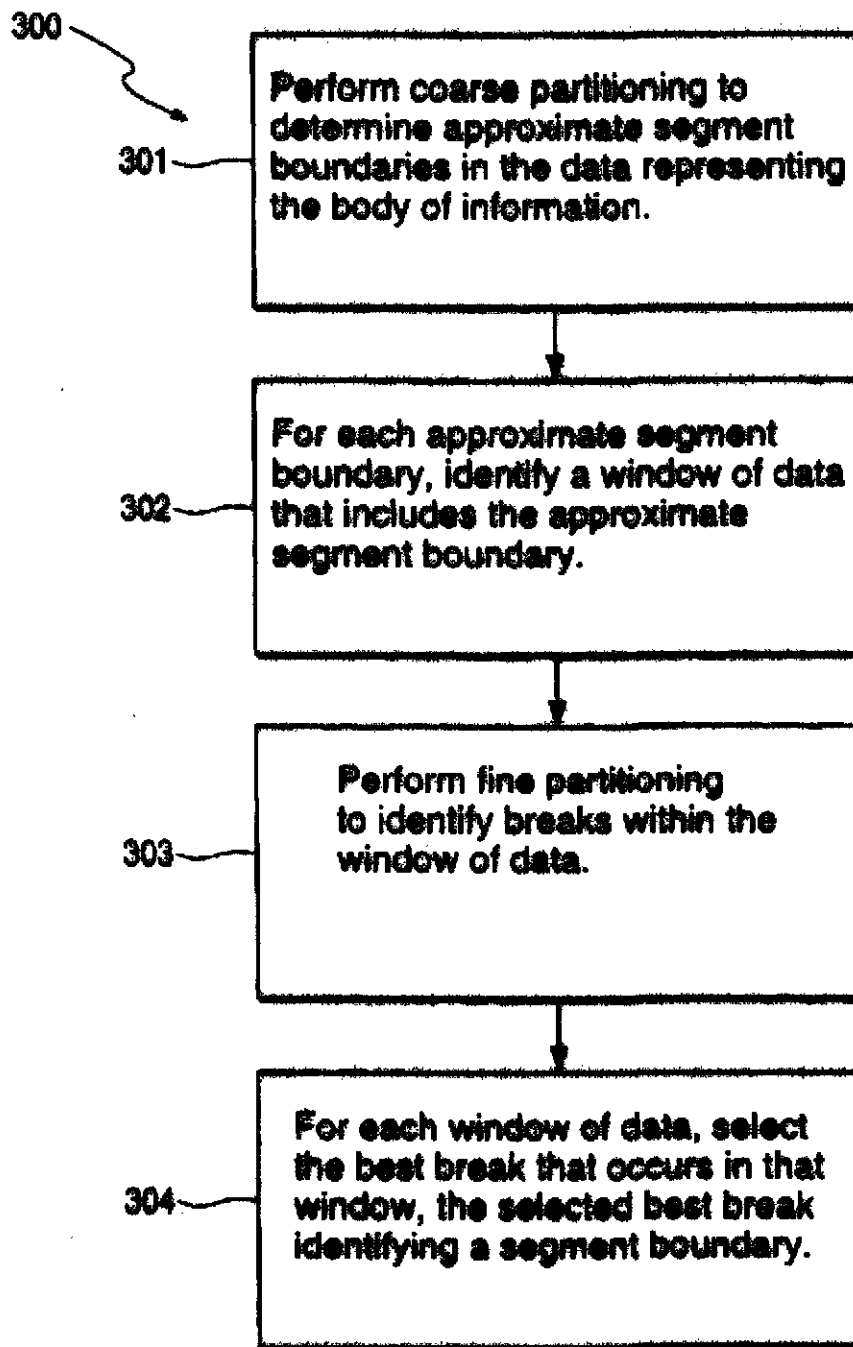 300
301
Perform coarse partitioning to
determine approximate segment
boundaries in the data representing
the body of information.
302
For each approximate segment
boundary, identify a window of data
that includes the approximate
segment boundary.
303
Perform fine partitioning
to identify breaks within the
window of data.
304
For each window of data, select
the best break that occurs in that
window, the selected best break
identifying a segment boundary.